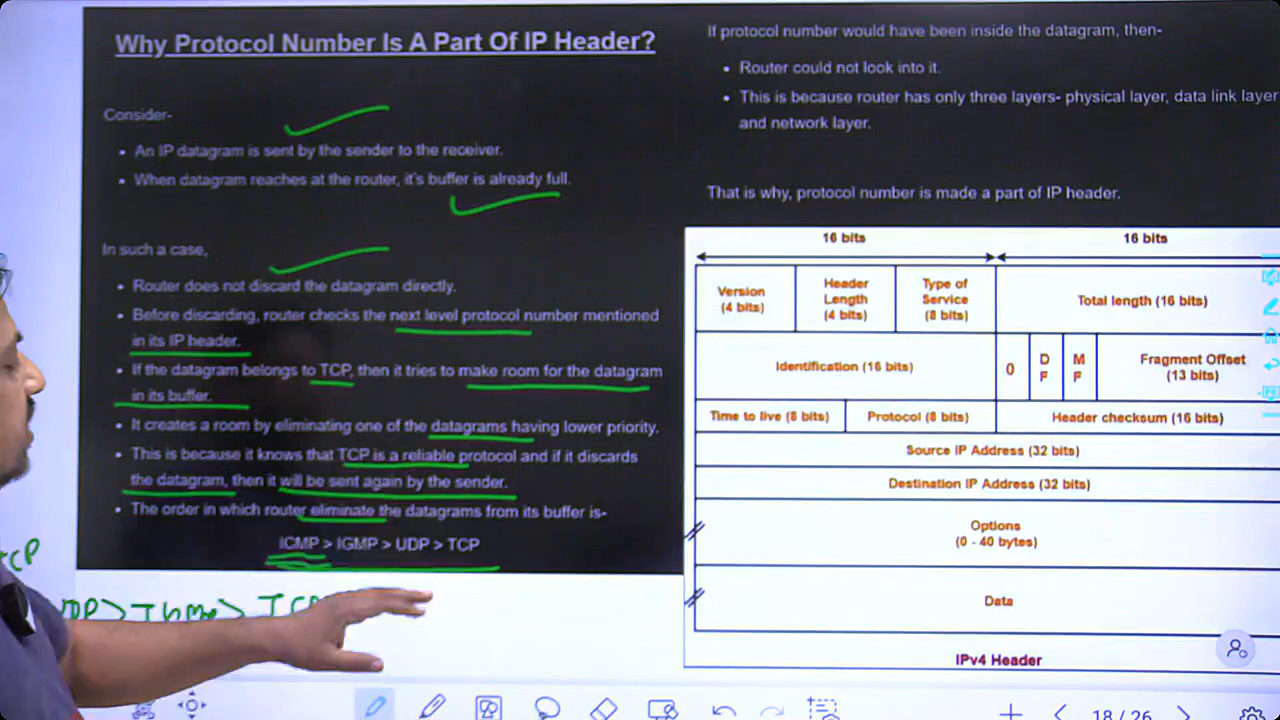 Why Protocol Number Is A Part Of IP Header?
Consider-
• An IP datagram is sent by the sender to the receiver.
• When datagram reaches at the router, it's buffer is already full.
In such a case,
• Router does not discard the datagram directly.
• Before discarding, router checks the next level protocol number mentioned
in its IP header.
• If the datagram belongs to TCP, then it tries to make room for the datagram
in its buffer.
• It creates a room by eliminating one of the datagrams having lower priority.
• This is because it knows that TCP is a reliable protocol and if it discards
the datagram, then it will be sent again by the sender.
• The order in which router eliminate the datagrams from its buffer is-
ICMP > IGMP > UDP > TCP
If protocol number would have been inside the datagram, then-
• Router could not look into it.
• This is because router has only three layers- physical layer, data link layer
and network layer.
That is why, protocol number is made a part of IP header.
16 bits 16 bits
Version
(4 bits)
Header
Length
(4 bits)
Type of
Service
(8 bits)
Total length (16 bits)
Identification (16 bits)
0
D
F
M
F
Fragment Offset
(13 bits)
Time to live (8 bits) Protocol (8 bits) Header checksum (16 bits)
Source IP Address (32 bits)
Destination IP Address (32 bits)
Options
(0 - 40 bytes)
Data
IPv4 Header
18 / 26